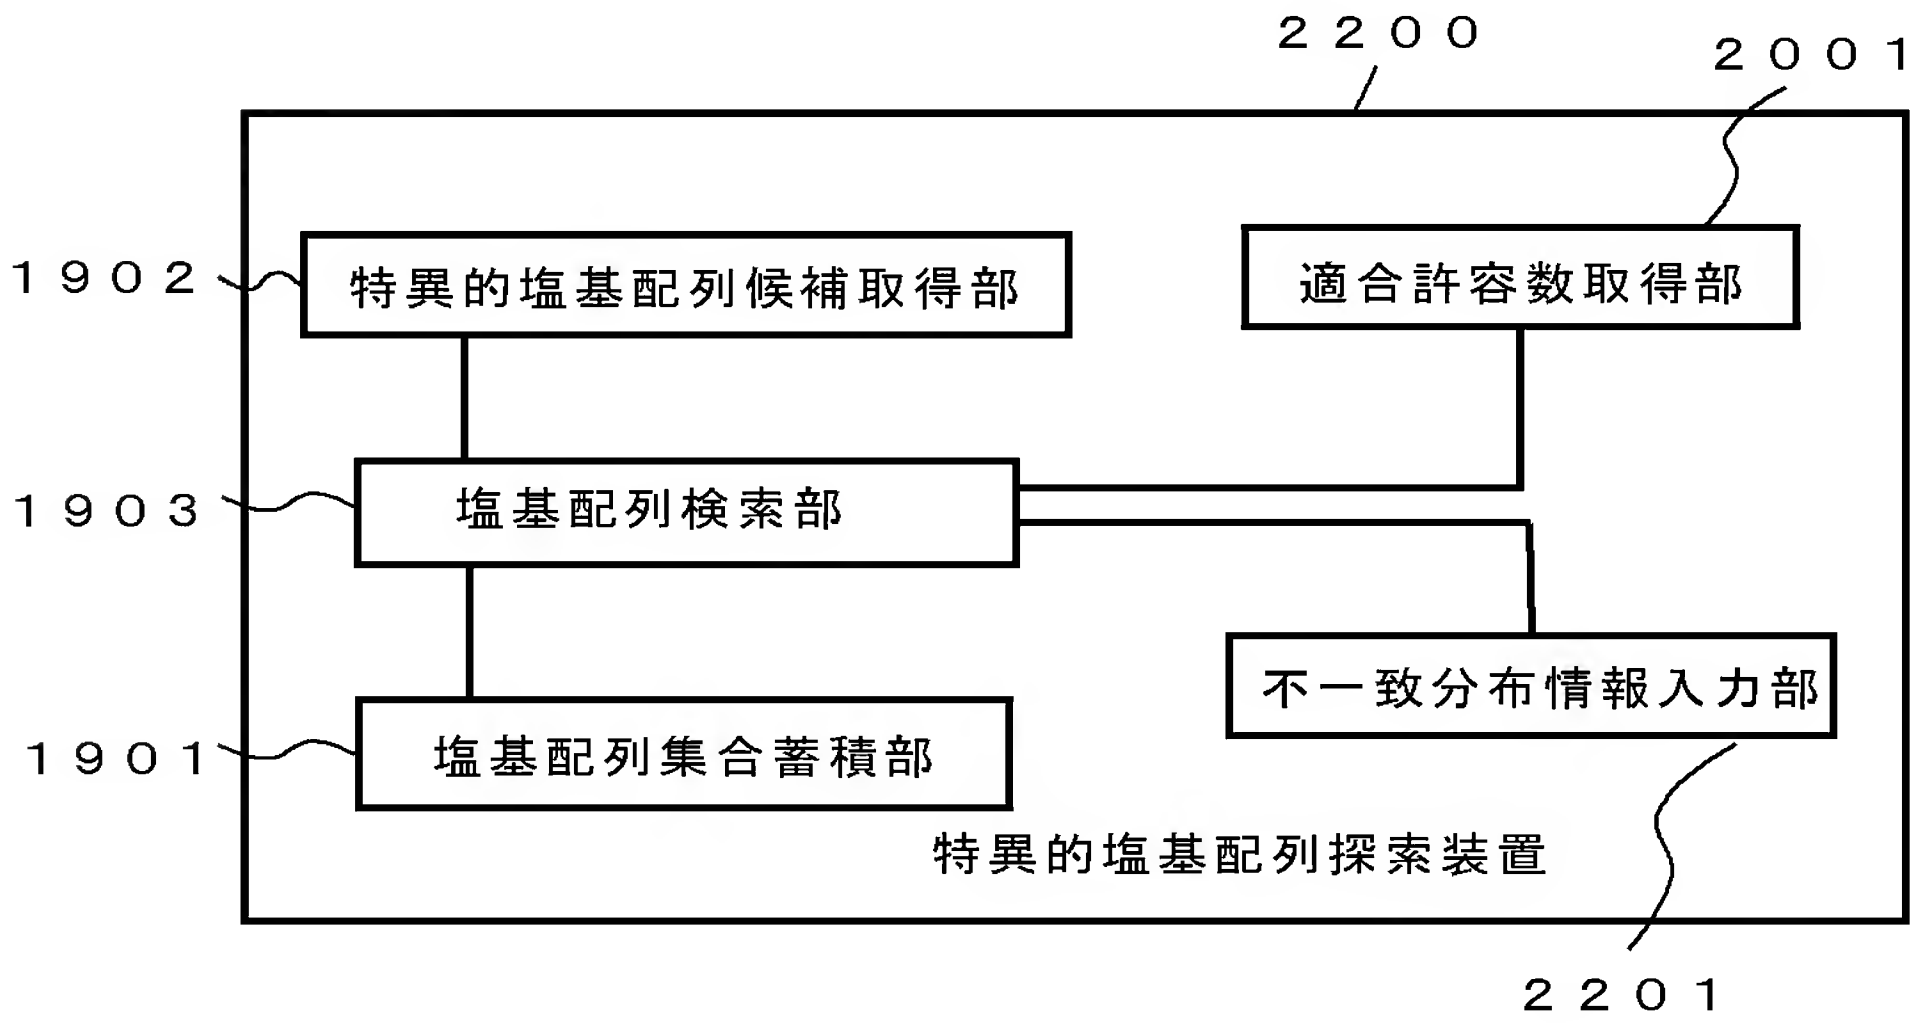 ２２００
２００１
１９０２
特異的塩基配列候補取得部
適合許容数取得部
１９０３
塩基配列検索部
不一致分布情報入力部
１９０１
塩基配列集合蓄積部
特異的塩基配列探索装置
２２０１